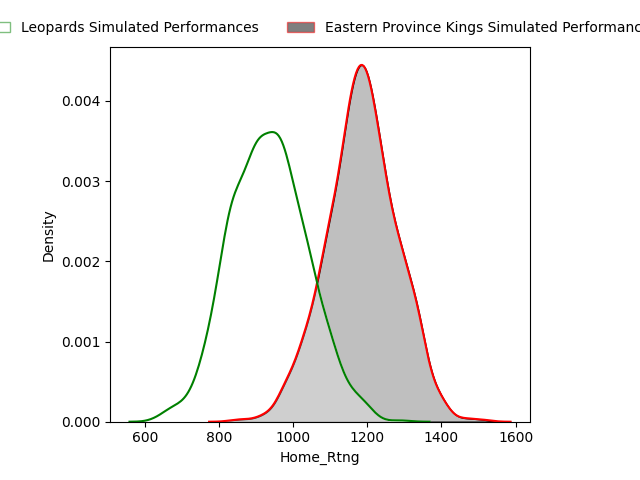 Leopards Simulated Performances Eastern Province Kings Simulated Performanc
0.004
0.003
0.002
0.001
0.000
Density
600 800 1000 1200 1400 1600
Home_Rtng